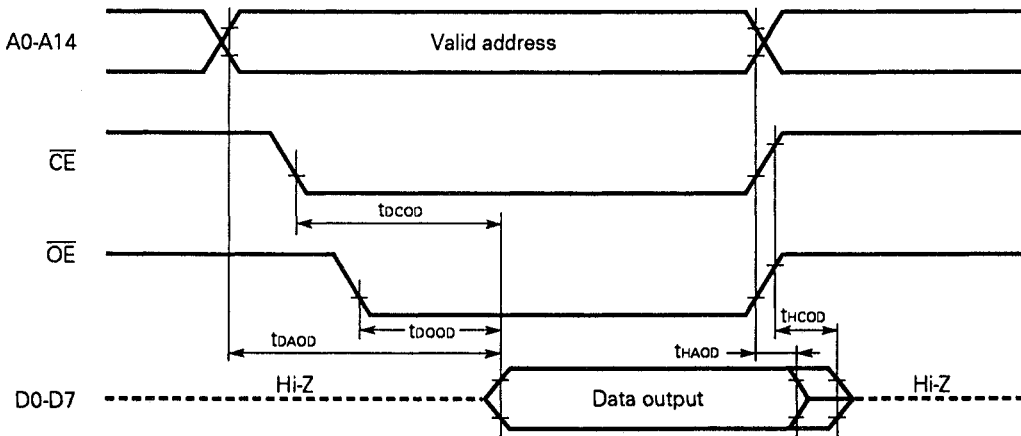 A0-A14
Valid address
CE
tDCOD
OE
tDOOD
tHCOD
tDAOD
tHAOD
Hi-Z
Hi-Z
D0-D7
Data output